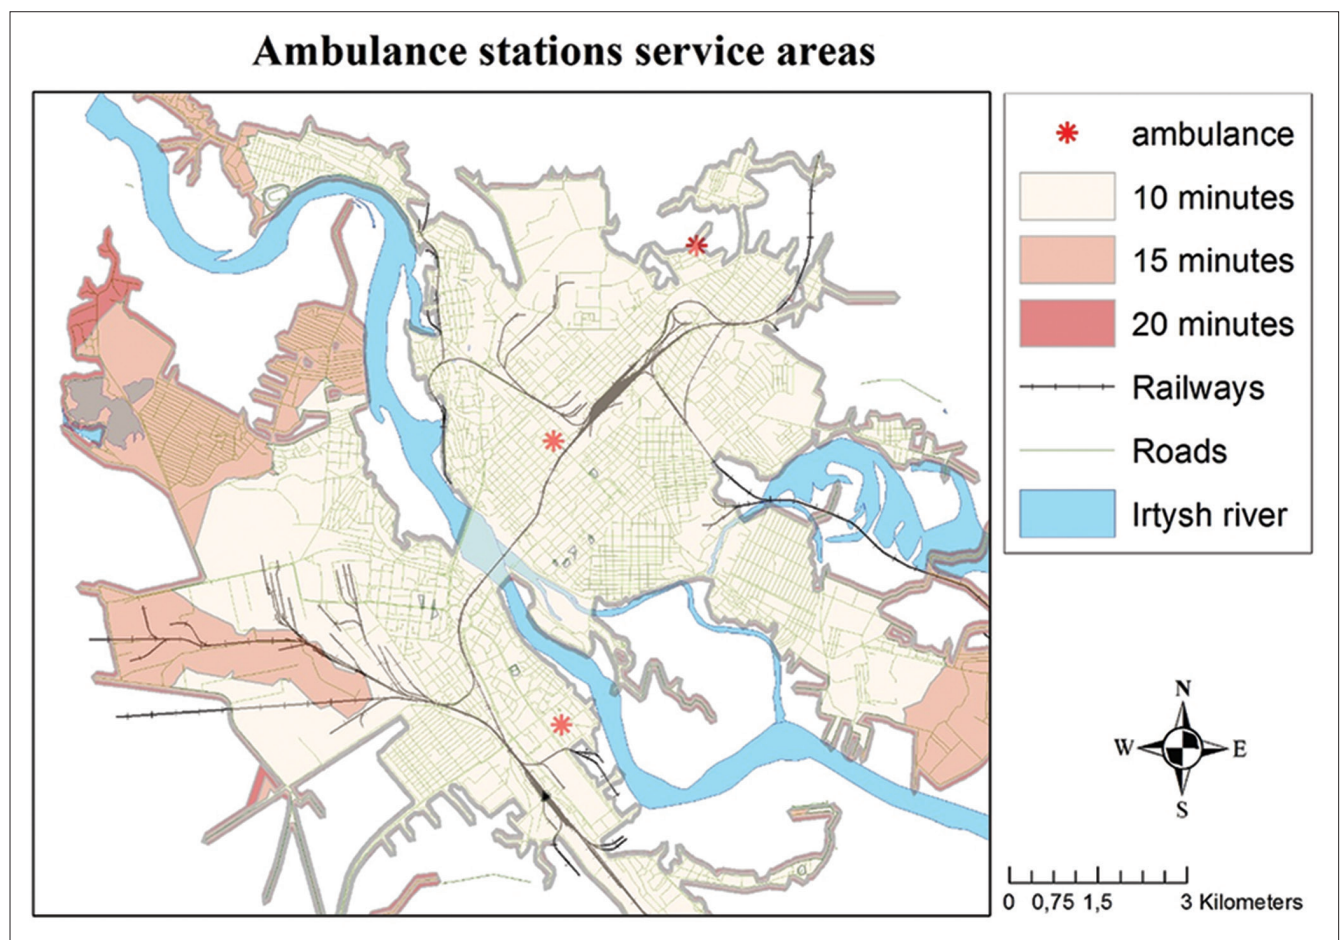 Ambulance stations service areas
ambulance
10 minutes
15 minutes
20 minutes
Railways
Roads
Irtysh river
N
W E
S
0 0,75 1,5 3 Kilometers